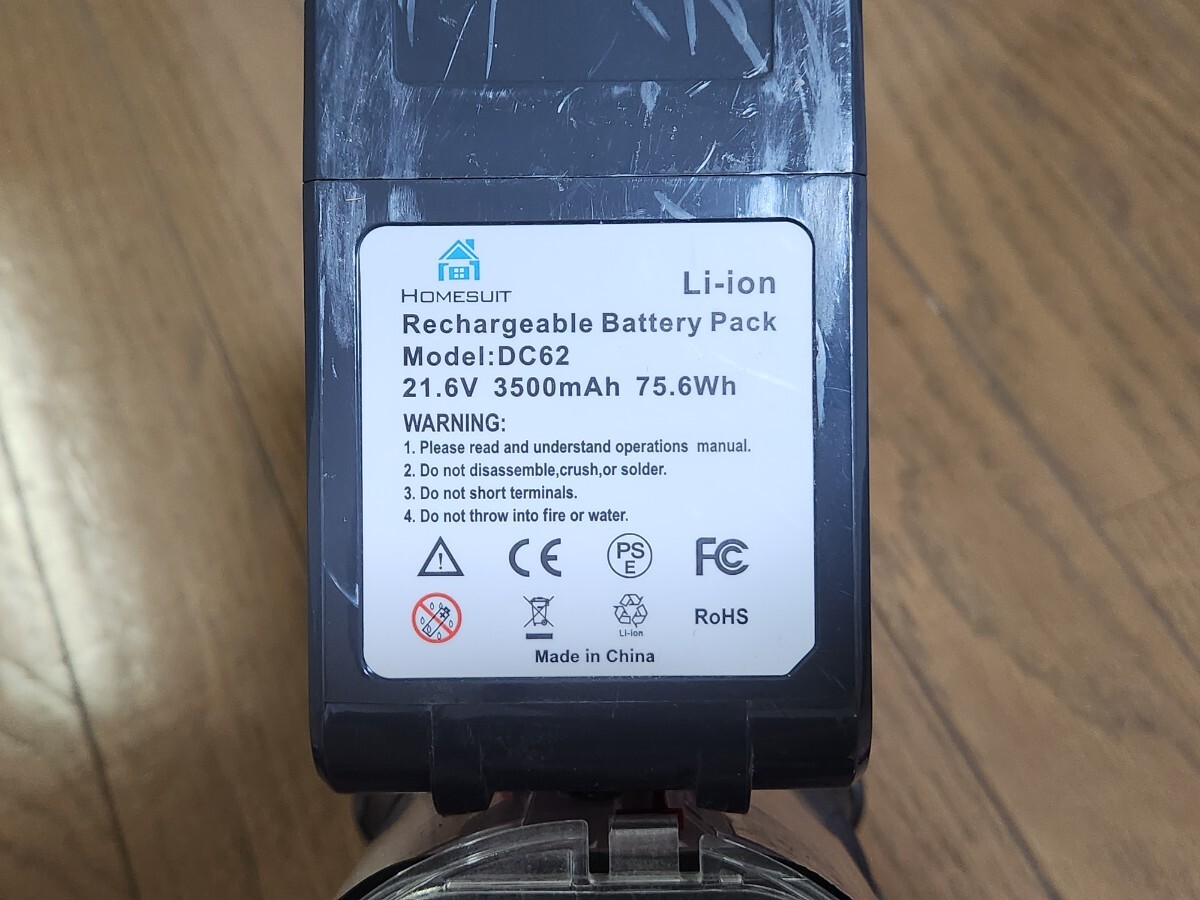 HOMESUIT
Li-ion
Rechargeable Battery Pack
Model:DC62
21.6V 3500mAh 75.6Wh
WARNING:
1. Please read and understand operations manual.
2. Do not disassemble,crush,or solder.
3. Do not short terminals.
4. Do not throw into fire or water.
CE PSE FC
Li-ion
RoHS
Made in China